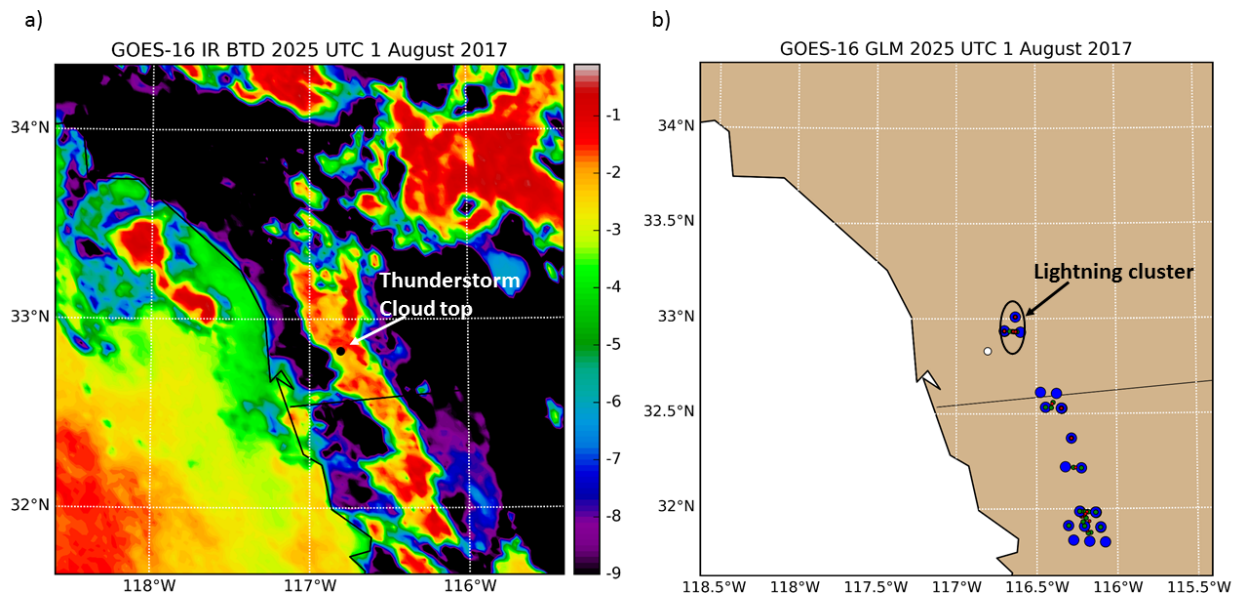 a)
GOES-16 IR BTD 2025 UTC 1 August 2017
34°N
33°N
32°N
118°W
117°W
116°W
Thunderstorm
Cloud top
-1
-2
-3
-4
-5
-6
-7
-8
-9
b)
GOES-16 GLM 2025 UTC 1 August 2017
34°N
33.5°N
33°N
32.5°N
32°N
Lightning cluster
118.5°W
118°W
117.5°W
117°W
116.5°W
116°W
115.5°W